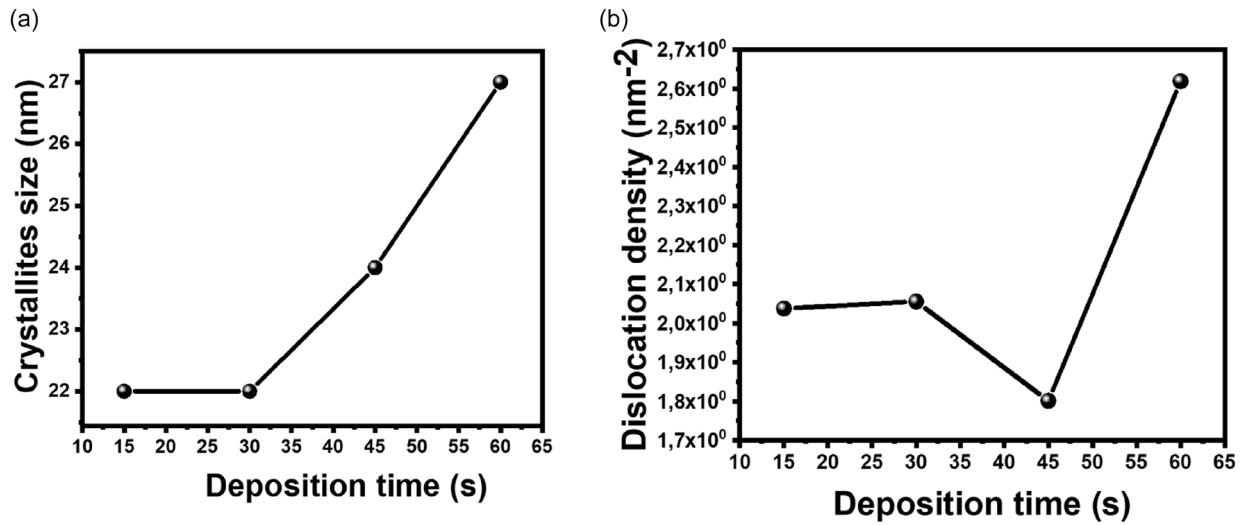 (a)
Crystallites size (nm)
27
26
25
24
23
22
10 15 20 25 30 35 40 45 50 55 60 65
Deposition time (s)
(b)
Dislocation density (nm-2)
2,7x10⁰
2,6x10⁰
2,5x10⁰
2,4x10⁰
2,3x10⁰
2,2x10⁰
2,1x10⁰
2,0x10⁰
1,9x10⁰
1,8x10⁰
1,7x10⁰
10 15 20 25 30 35 40 45 50 55 60 65
Deposition time (s)